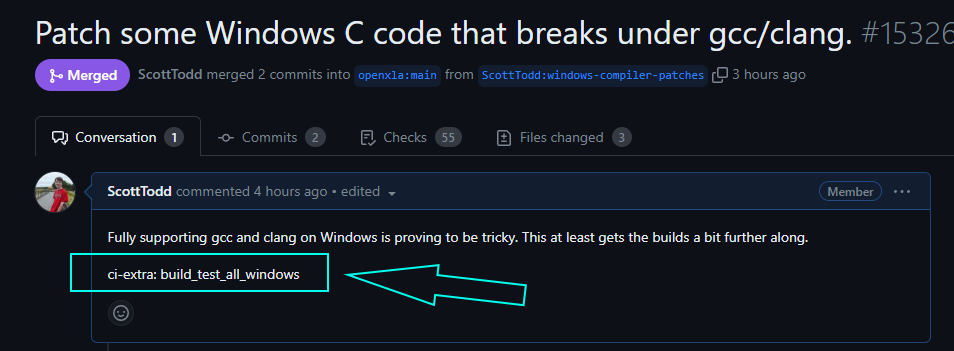 Patch some Windows C code that breaks under gcc/clang. #15326
Merged ScottTodd merged 2 commits into openxla:main from ScottTodd:windows-compiler-patches 3 hours ago
Conversation 1 Commits 2 Checks 55 Files changed 3
ScottTodd commented 4 hours ago • edited Member ...
Fully supporting gcc and clang on Windows is proving to be tricky. This at least gets the builds a bit further along.
ci-extra: build_test_all_windows